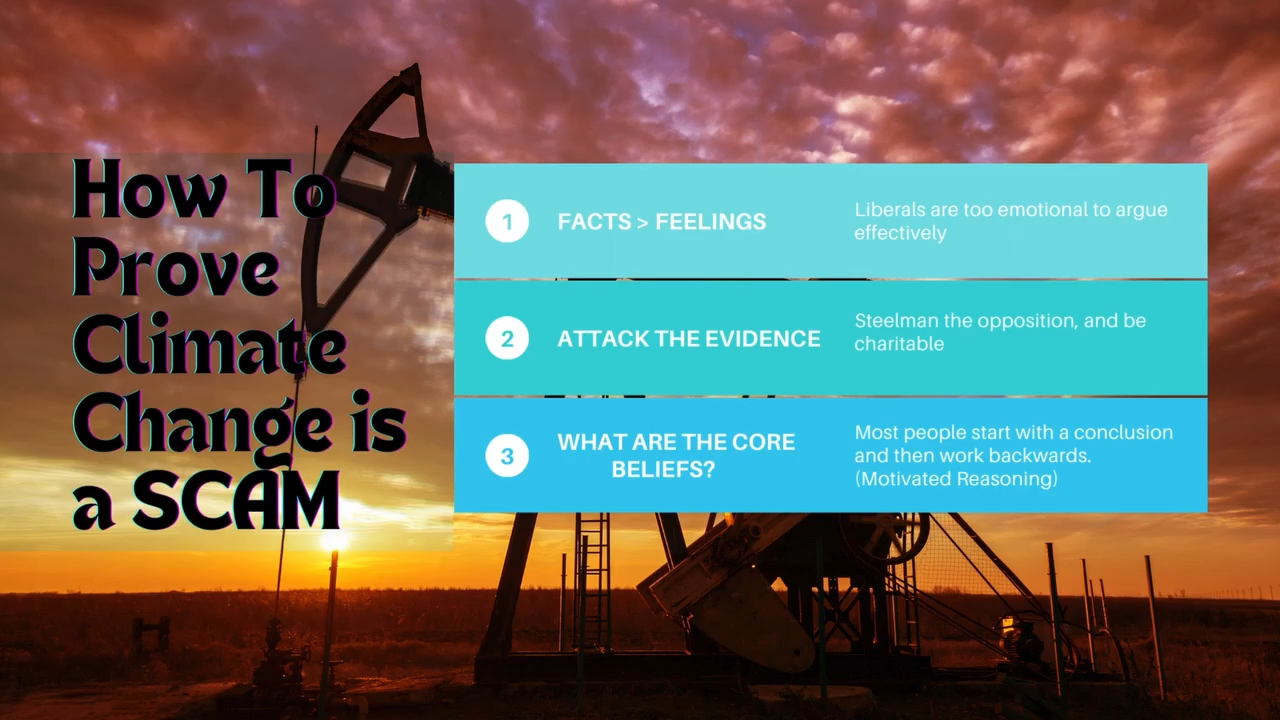 How To
Prove
Climate
Change is
a SCAM
1
FACTS > FEELINGS
Liberals are too emotional to argue
effectively
2
ATTACK THE EVIDENCE
Steelman the opposition, and be
charitable
3
WHAT ARE THE CORE
BELIEFS?
Most people start with a conclusion
and then work backwards.
(Motivated Reasoning)